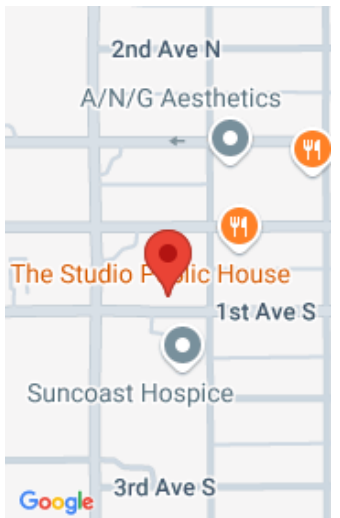 2nd Ave N
A/N/G Aesthetics
The Studio Public House
1st Ave S
Suncoast Hospice
3rd Ave S
Google